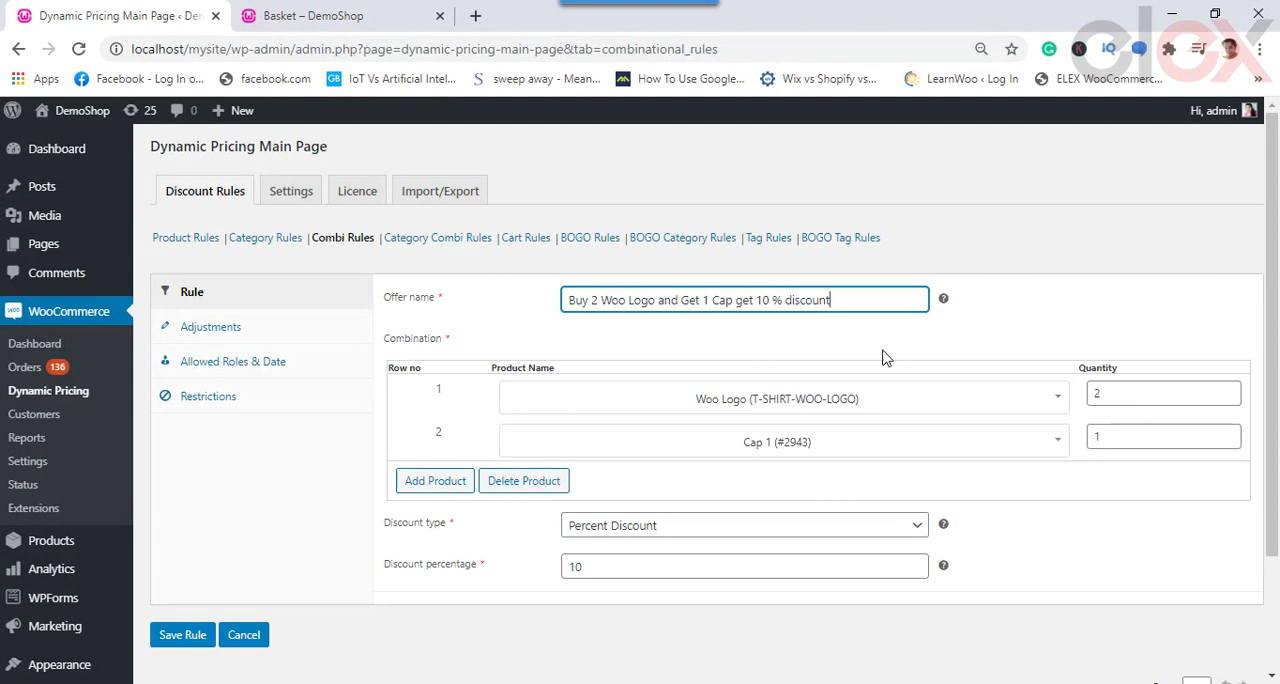 Dynamic Pricing Main Page ‹ De
Basket – DemoShop
localhost/mysite/wp-admin/admin.php?page=dynamic-pricing-main-page&tab=combinational_rules
Apps
Facebook - Log In o...
facebook.com
IoT Vs Artificial Intel...
sweep away - Mean...
How To Use Google...
Wix vs Shopify vs...
LearnWoo ‹ Log In
ELEX WooCommerc...
elex
DemoShop
25
0
New
Hi, admin
Dashboard
Posts
Media
Pages
Comments
WooCommerce
Dashboard
Orders 136
Dynamic Pricing
Customers
Reports
Settings
Status
Extensions
Products
Analytics
WPForms
Marketing
Appearance
Dynamic Pricing Main Page
Discount Rules
Settings
Licence
Import/Export
Product Rules | Category Rules | Combi Rules | Category Combi Rules | Cart Rules | BOGO Rules | BOGO Category Rules | Tag Rules | BOGO Tag Rules
Rule
Adjustments
Allowed Roles & Date
Restrictions
Offer name * Buy 2 Woo Logo and Get 1 Cap get 10 % discount
Combination *
Row no Product Name Quantity
1 Woo Logo (T-SHIRT-WOO-LOGO) 2
2 Cap 1 (#2943) 1
Add Product Delete Product
Discount type * Percent Discount
Discount percentage * 10
Save Rule Cancel